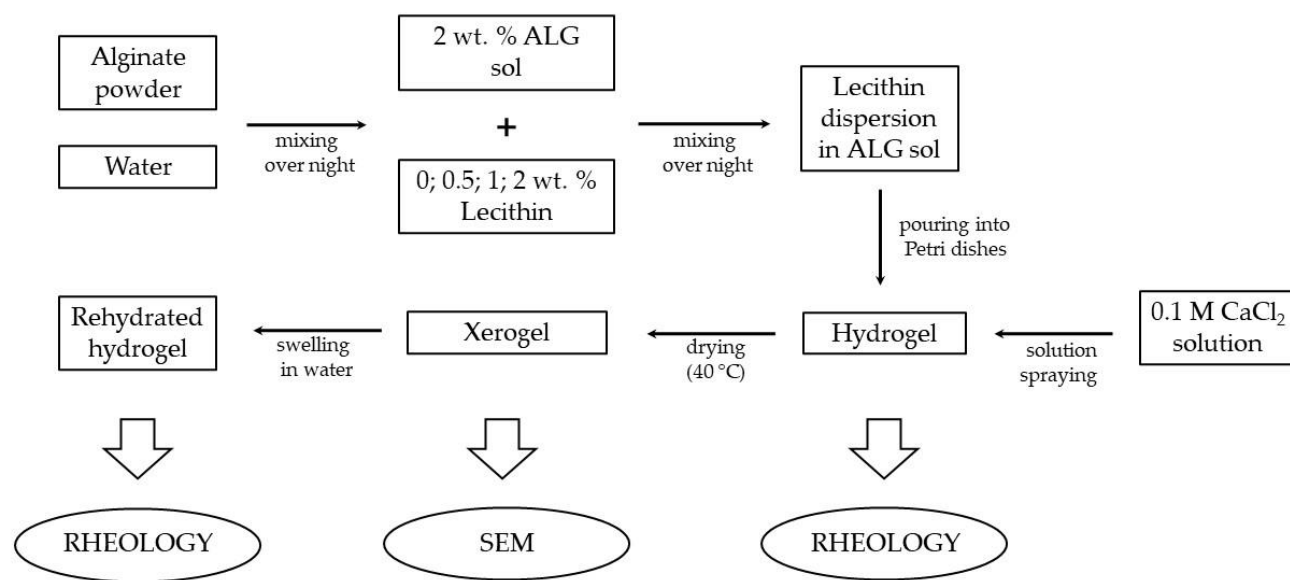 Alginate
powder
Water
mixing
over night
2 wt. % ALG
sol
+
0; 0.5; 1; 2 wt. %
Lecithin
mixing
over night
Lecithin
dispersion
in ALG sol
pouring into
Petri dishes
0.1 M CaCl₂
solution
solution
spraying
Hydrogel
drying
(40 °C)
Xerogel
swelling
in water
Rehydrated
hydrogel
RHEOLOGY
SEM
RHEOLOGY